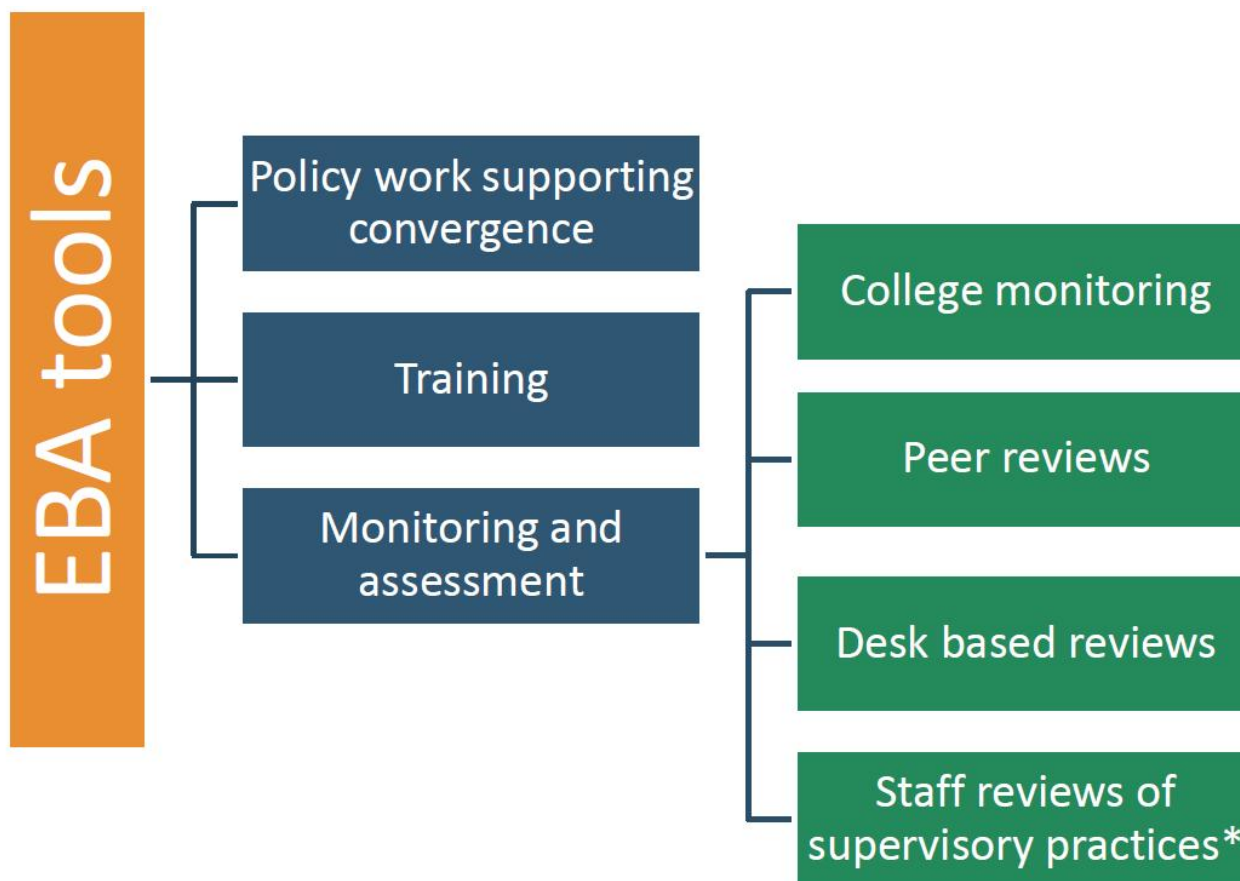 EBA tools
Policy work supporting
convergence
Training
Monitoring and
assessment
College monitoring
Peer reviews
Desk based reviews
Staff reviews of
supervisory practices*